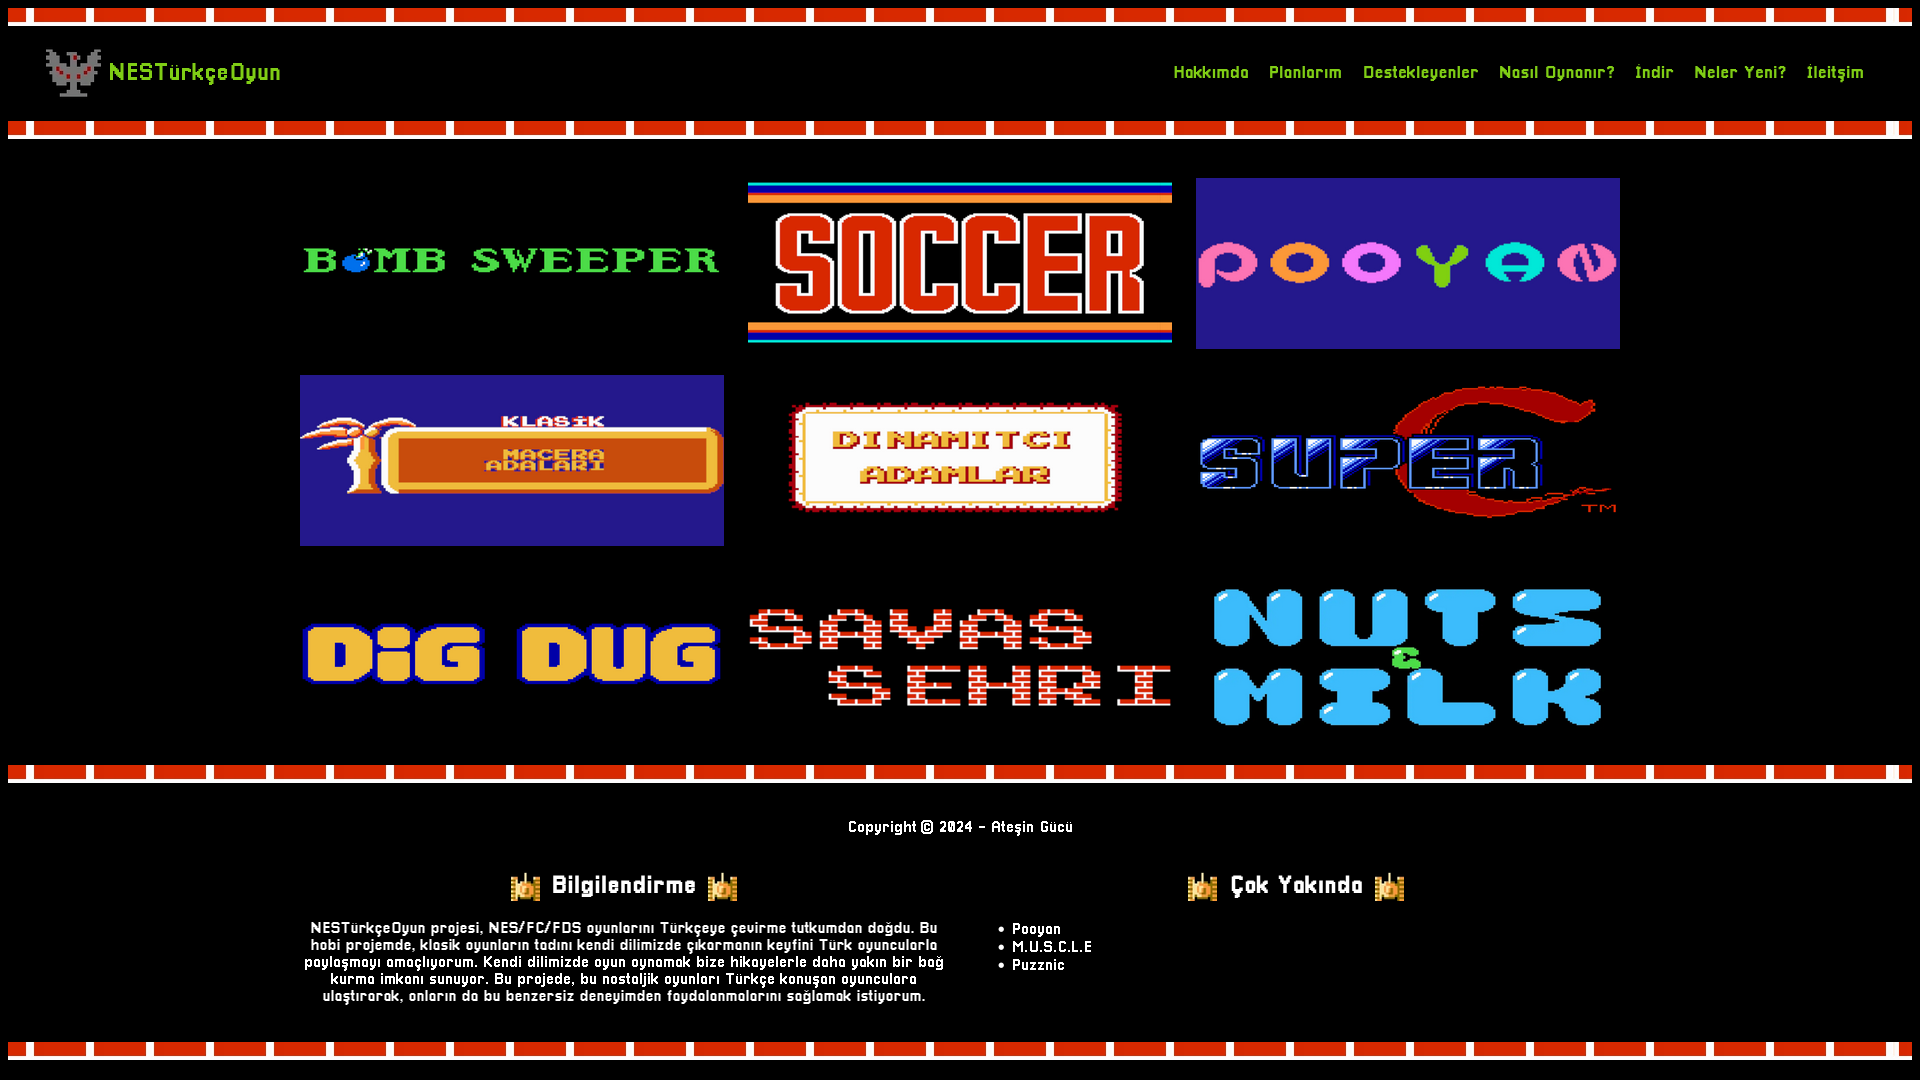 NESTürkçeOyun
Hakkımda Planlarım Destekleyenler Nasıl Oynanır? İndir Neler Yeni? İleitşim
BOMB SWEEPER
SOCCER
POOYAN
KLASİK
MACERA
ADALARI
DINAMITCI
ADAMLAR
SUPER C
TM
DiG DUG
SAVAS
SEHRI
NUTS
&
MILK
Copyright © 2024 - Ateşin Gücü
Bilgilendirme
NESTürkçeOyun projesi, NES/FC/FDS oyunlarını Türkçeye çevirme tutkumdan doğdu. Bu
hobi projemde, klasik oyunların tadını kendi dilimizde çıkarmanın keyfini Türk oyuncularla
paylaşmayı amaçlıyorum. Kendi dilimizde oyun oynamak bize hikayelerle daha yakın bir bağ
kurma imkanı sunuyor. Bu projede, bu nostaljik oyunları Türkçe konuşan oyunculara
ulaştırarak, onların da bu benzersiz deneyimden faydalanmalarını sağlamak istiyorum.
Çok Yakında
• Pooyan
• M.U.S.C.L.E
• Puzznic